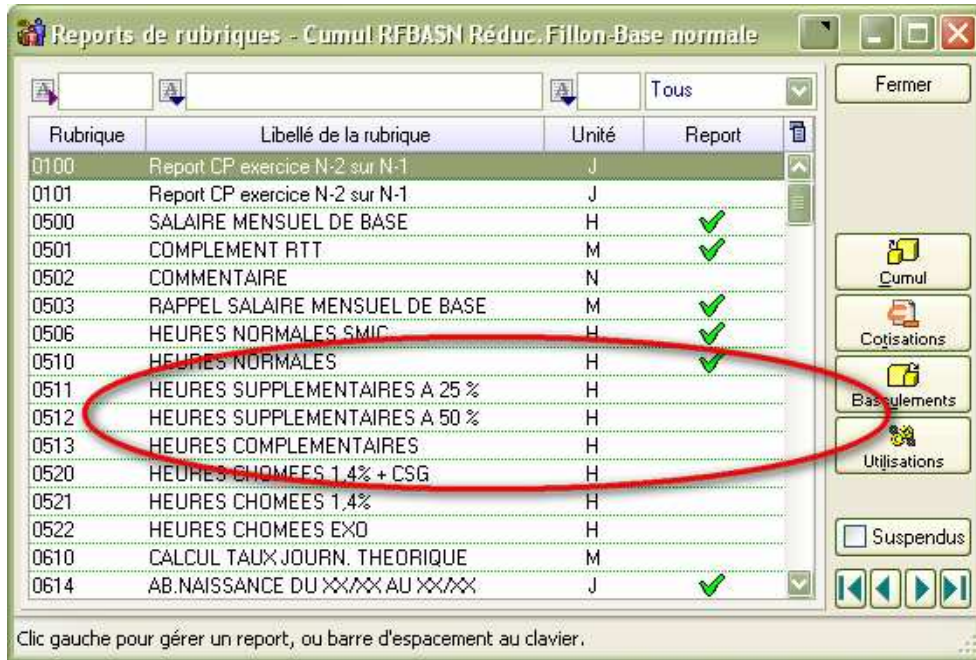 Reports de rubriques - Cumul RFBASN Réduc.Fillon-Base normale
Tous
Fermer
Rubrique Libellé de la rubrique Unité Report
0100 Report CP exercice N-2 sur N-1 J
0101 Report CP exercice N-2 sur N-1 J
0500 SALAIRE MENSUEL DE BASE H
0501 COMPLEMENT RTT M
0502 COMMENTAIRE N
0503 RAPPEL SALAIRE MENSUEL DE BASE M
0506 HEURES NORMALES SMIC H
0510 HEURES NORMALES H
0511 HEURES SUPPLEMENTAIRES A 25 % H
0512 HEURES SUPPLEMENTAIRES A 50 % H
0513 HEURES COMPLEMENTAIRES H
0520 HEURES CHOMEES 1,4% + CSG H
0521 HEURES CHOMEES 1,4% H
0522 HEURES CHOMEES EXO H
0610 CALCUL TAUX JOURN. THEORIQUE M
0614 AB.NAISSANCE DU XX/XX AU XX/XX J
Cumul
Cotisations
Basculements
Utilisations
Suspendus
Clic gauche pour gérer un report, ou barre d'espacement au clavier.